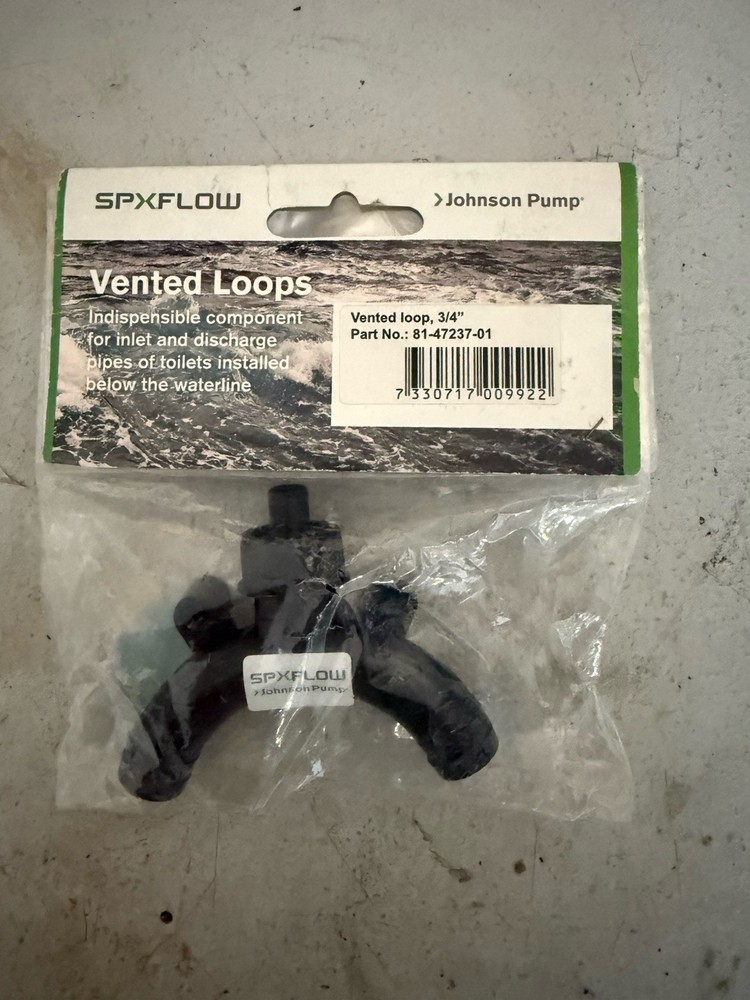 SPXFLOW
Johnson Pump®
Vented Loops
Indispensible component
for inlet and discharge
pipes of toilets installed
below the waterline
Vented loop, 3/4”
Part No.: 81-47237-01
7 330717 009922
SPXFLOW
Johnson Pump®